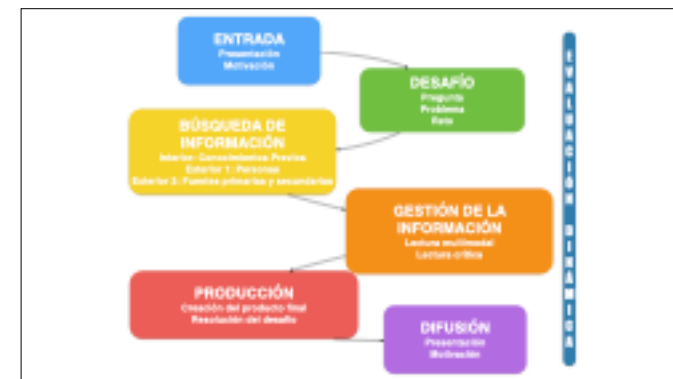 ENTRADA
Presentación
Motivación
DESAFÍO
Pregunta
Problema
Reto
BÚSQUEDA DE
INFORMACIÓN
Interior: Conocimientos Previos
Exterior 1: Personas
Exterior 2: Fuentes primarias y secundarias
GESTIÓN DE LA
INFORMACIÓN
Lectura multimodal
Lectura crítica
PRODUCCIÓN
Creación del producto final
Resolución del desafío
DIFUSIÓN
Presentación
Motivación
EVALUACIÓN DINÁMICA